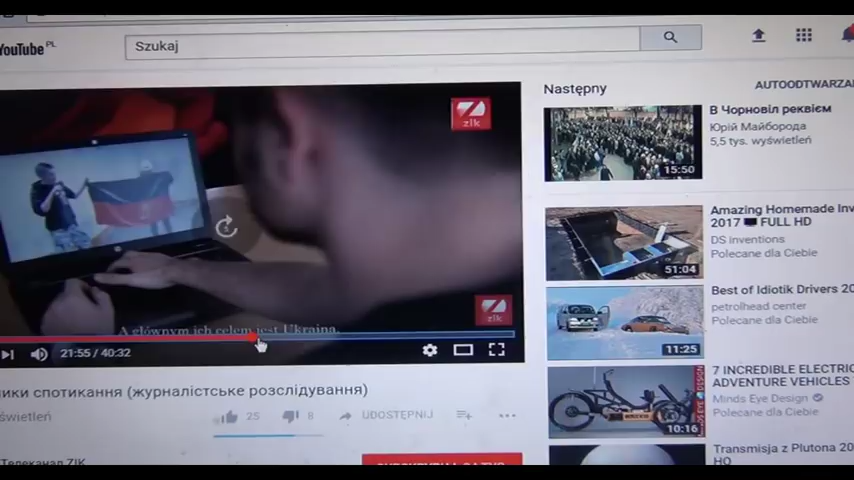 YouTube PL
Szukaj
zik
A głównym ich celem jest Ukraina.
zik
21:55 / 40:32
ики спотикання (журналістське розслідування)
świetleń
25
8
UDOSTĘPNIJ
Телеканал ZIK
Następny
AUTOODTWARZA
15:50
В Чорновіл реквієм
Юрій Майборода
5,5 tys. wyświetleń
51:04
Amazing Homemade Inv
2017 FULL HD
DS inventions
Polecane dla Ciebie
11:25
Best of Idiotik Drivers 20
petrolhead center
Polecane dla Ciebie
10:16
7 INCREDIBLE ELECTRIC
ADVENTURE VEHICLES
Minds Eye Design
Polecane dla Ciebie
Transmisja z Plutona 20
HQ